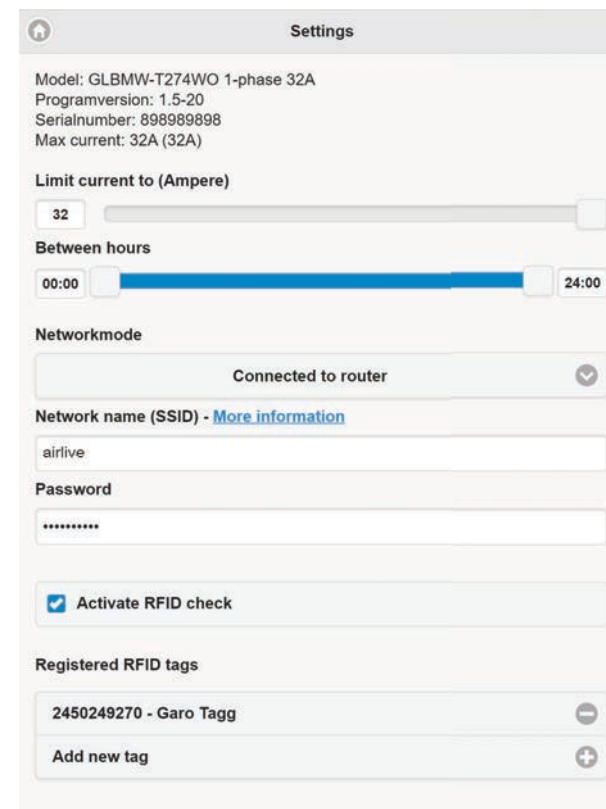 Settings
Model: GLBMW-T274WO 1-phase 32A
Programversion: 1.5-20
Serialnumber: 898989898
Max current: 32A (32A)
Limit current to (Ampere)
32
Between hours
00:00 24:00
Networkmode
Connected to router
Network name (SSID) - More information
airlive
Password
••••••••••
Activate RFID check
Registered RFID tags
2450249270 - Garo Tagg
Add new tag